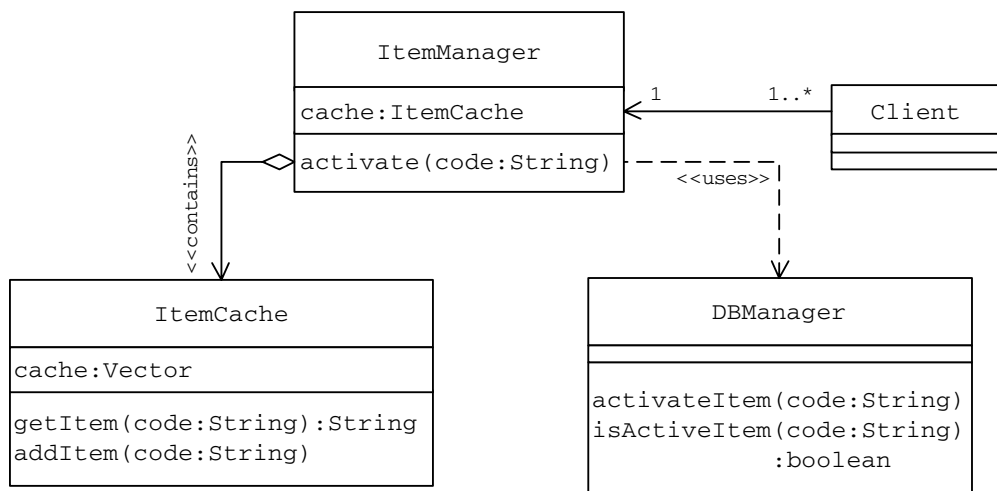 ItemManager
cache:ItemCache
activate(code:String)
1
1..*
Client
<<contains>>
<<uses>>
ItemCache
cache:Vector
getItem(code:String):String
addItem(code:String)
DBManager
activateItem(code:String)
isActiveItem(code:String)
:boolean